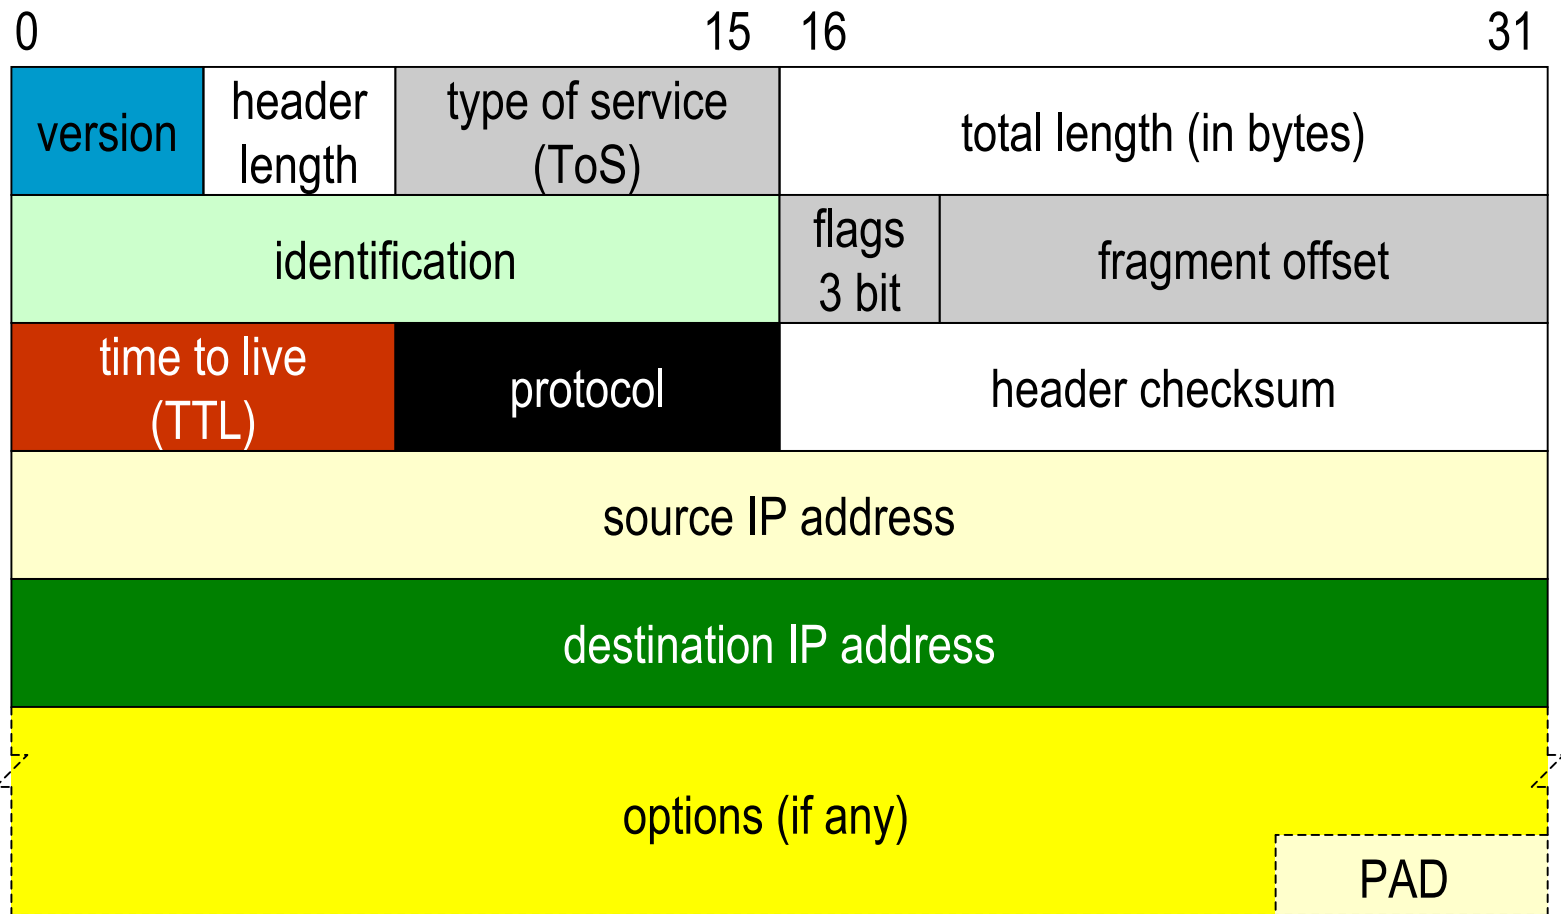 0 15 16 31
version
header
length
type of service
(ToS)
total length (in bytes)
identification
flags
3 bit
fragment offset
time to live
(TTL)
protocol
header checksum
source IP address
destination IP address
options (if any)
PAD